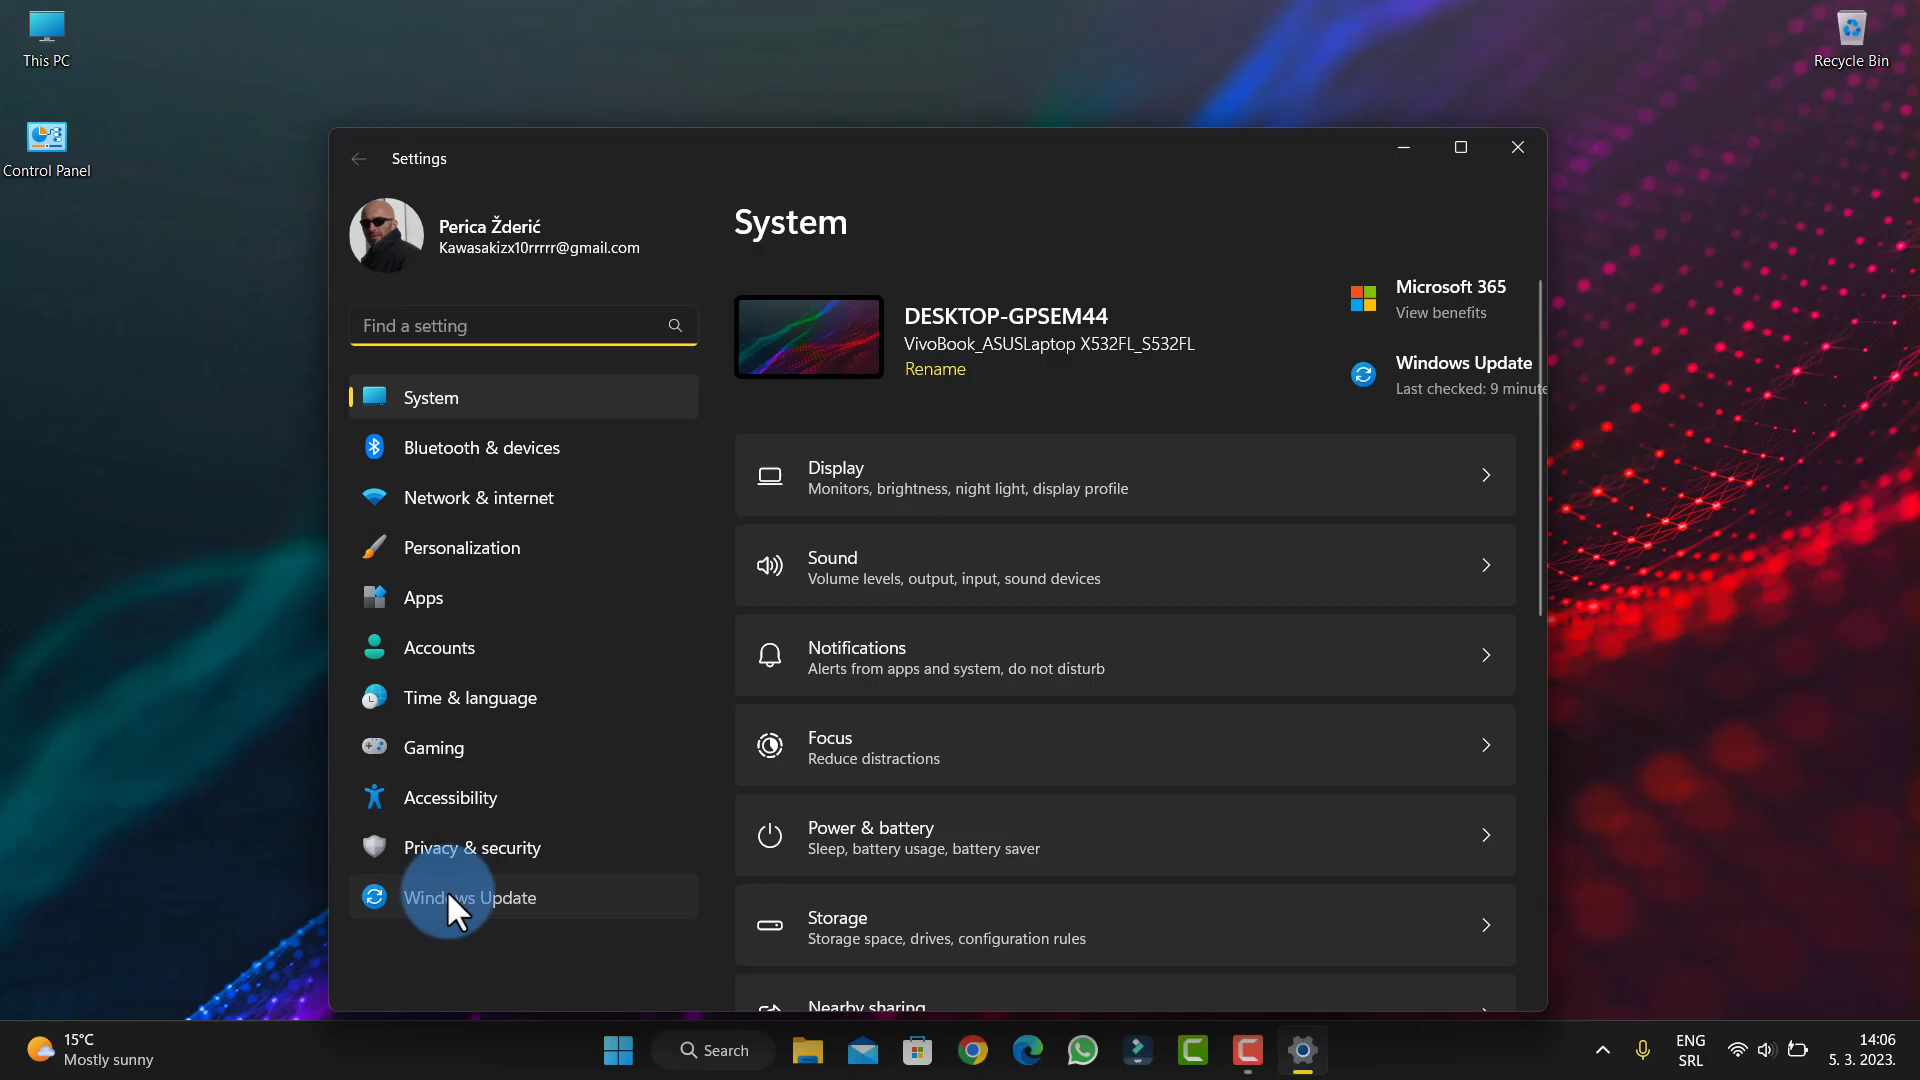 This PC
Recycle Bin
Control Panel
Settings
Perica Žderić
Kawasakizx10rrrrr@gmail.com
Find a setting
System
Bluetooth & devices
Network & internet
Personalization
Apps
Accounts
Time & language
Gaming
Accessibility
Privacy & security
Windows Update
System
DESKTOP-GPSEM44
VivoBook_ASUSLaptop X532FL_S532FL
Rename
Microsoft 365
View benefits
Windows Update
Last checked: 9 minute
Display
Monitors, brightness, night light, display profile
Sound
Volume levels, output, input, sound devices
Notifications
Alerts from apps and system, do not disturb
Focus
Reduce distractions
Power & battery
Sleep, battery usage, battery saver
Storage
Storage space, drives, configuration rules
Nearby sharing
15°C
Mostly sunny
Search
ENG
SRL
14:06
5. 3. 2023.